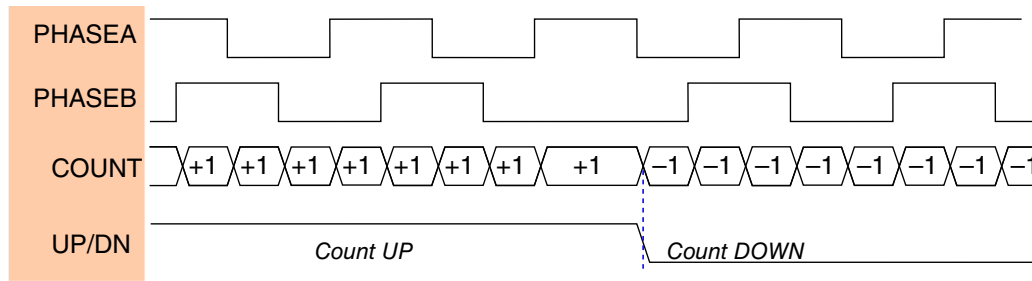 PHASEA
PHASEB
COUNT +1 +1 +1 +1 +1 +1 +1 +1 −1 −1 −1 −1 −1 −1 −1 −1
UP/DN Count UP Count DOWN